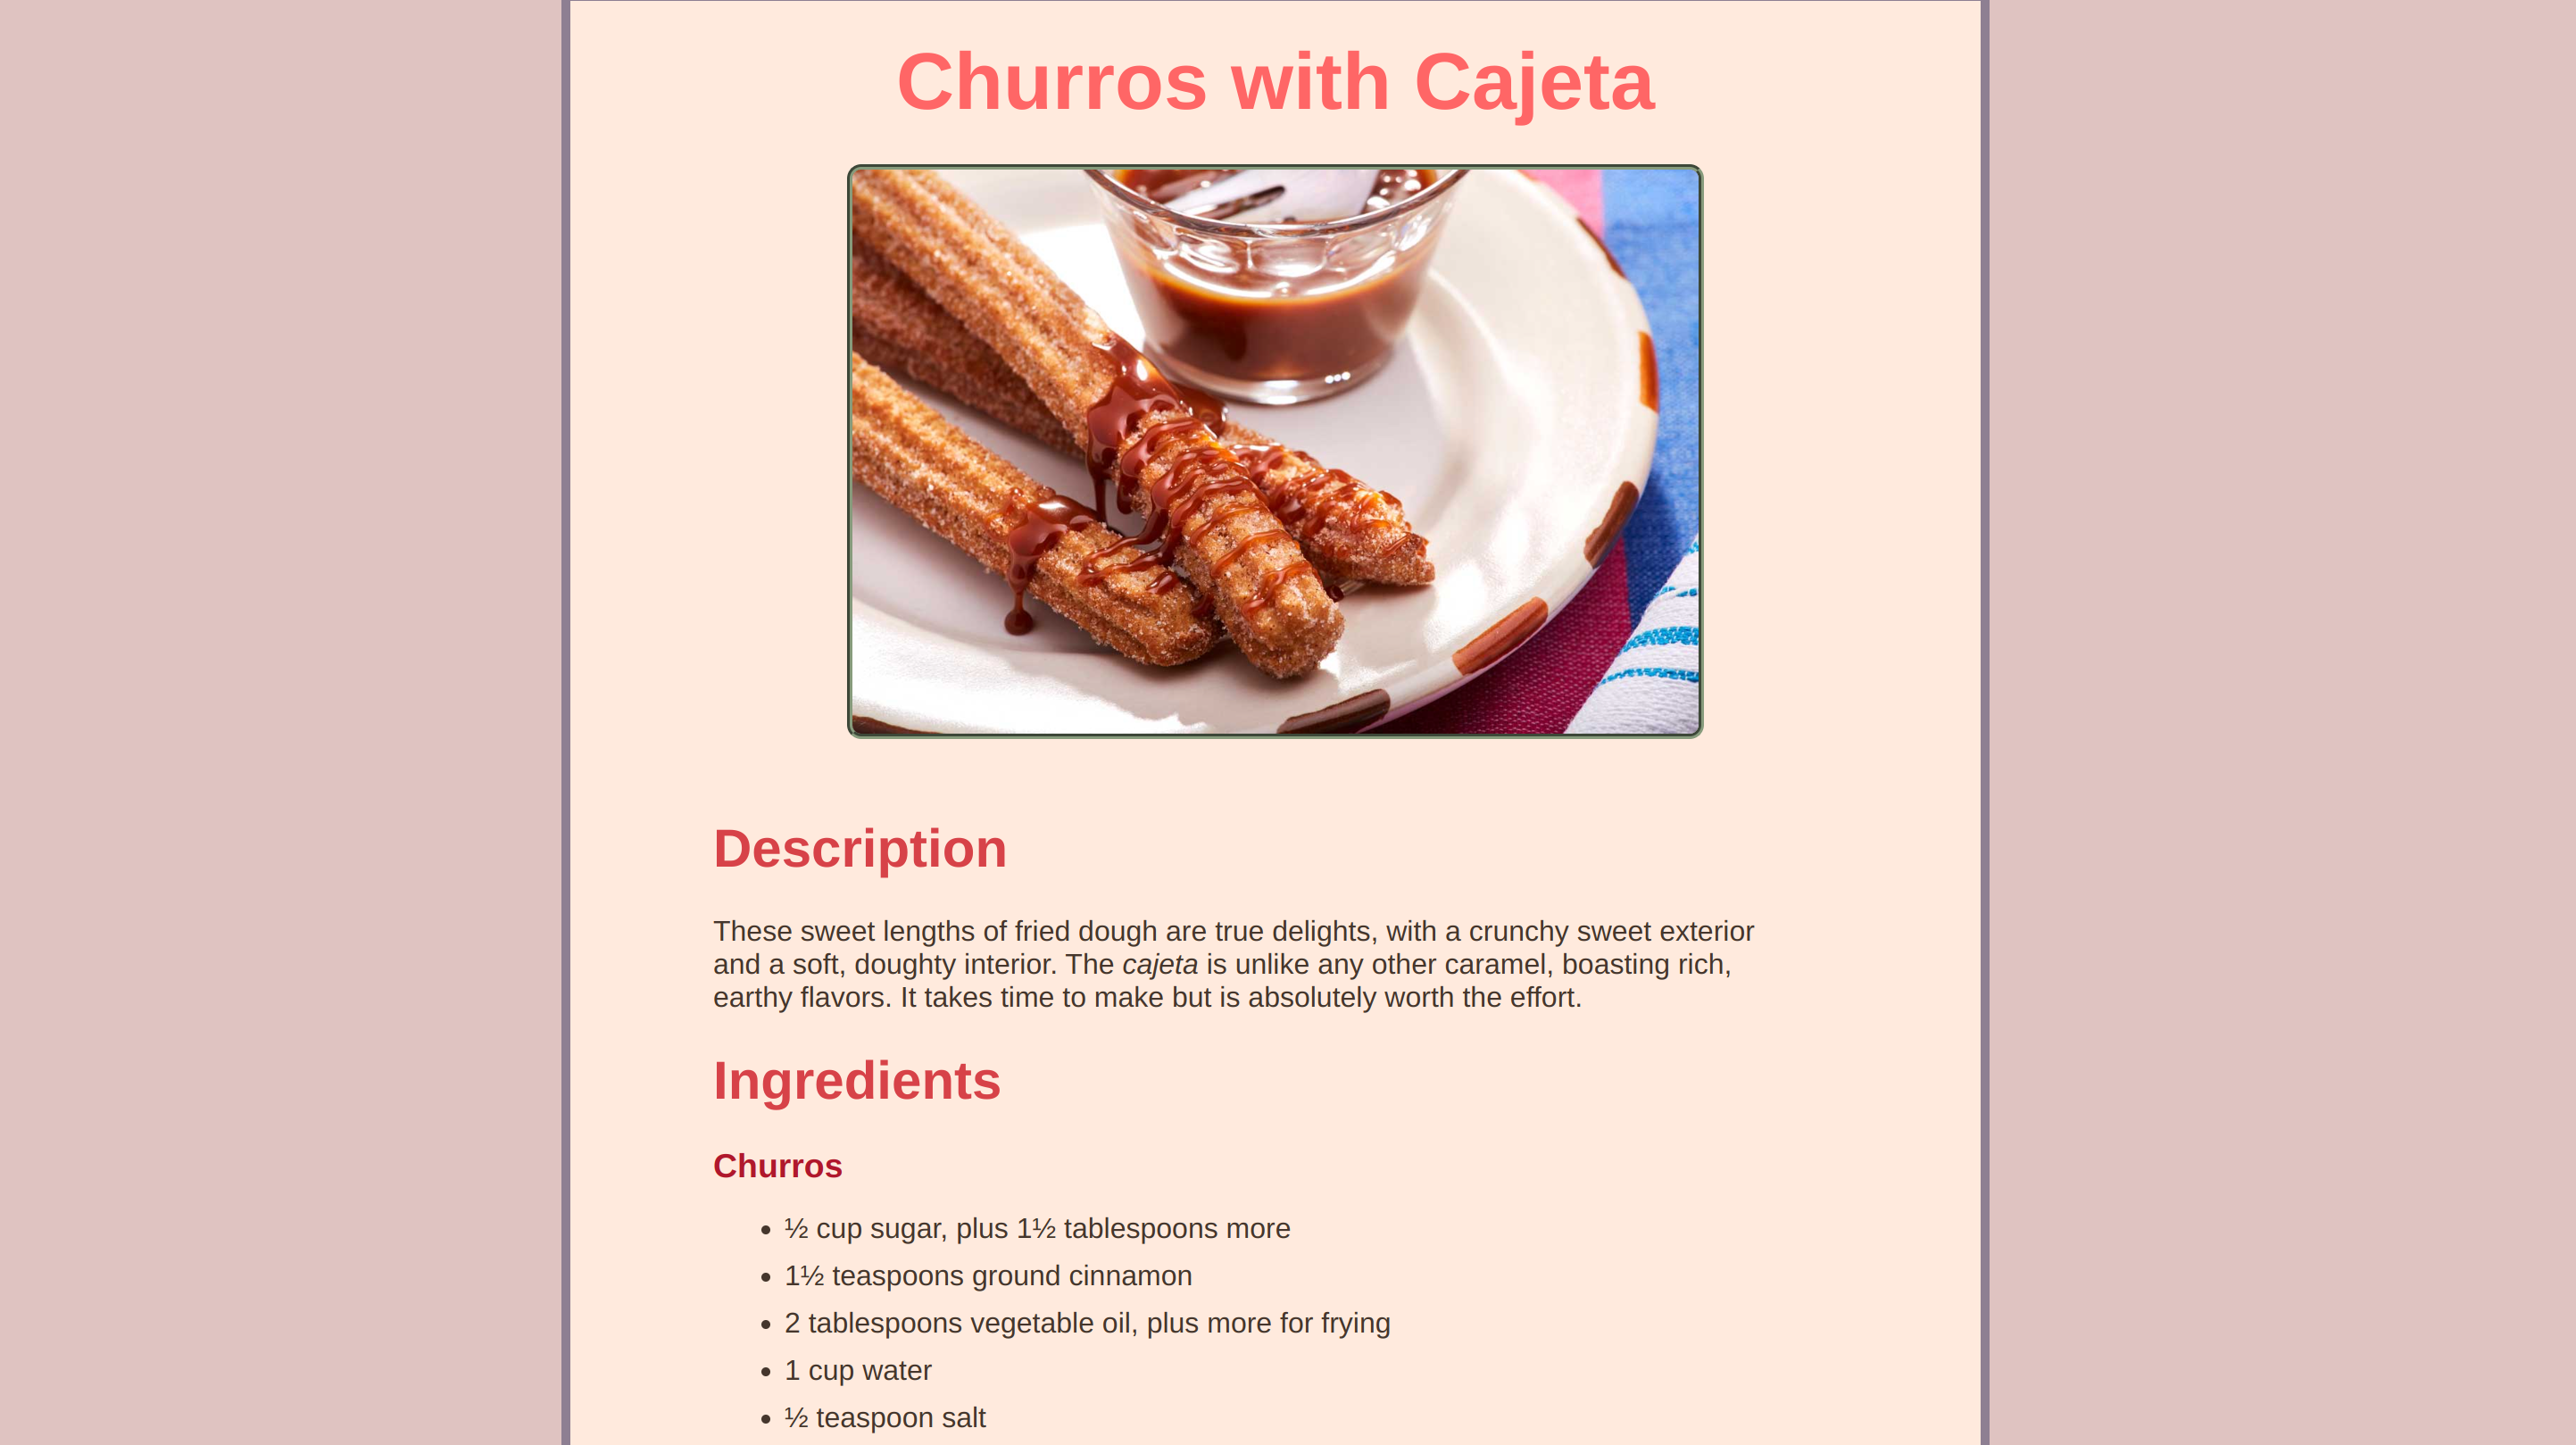 Churros with Cajeta
Description
These sweet lengths of fried dough are true delights, with a crunchy sweet exterior
and a soft, doughty interior. The cajeta is unlike any other caramel, boasting rich,
earthy flavors. It takes time to make but is absolutely worth the effort.
Ingredients
Churros
• ½ cup sugar, plus 1½ tablespoons more
• 1½ teaspoons ground cinnamon
• 2 tablespoons vegetable oil, plus more for frying
• 1 cup water
• ½ teaspoon salt